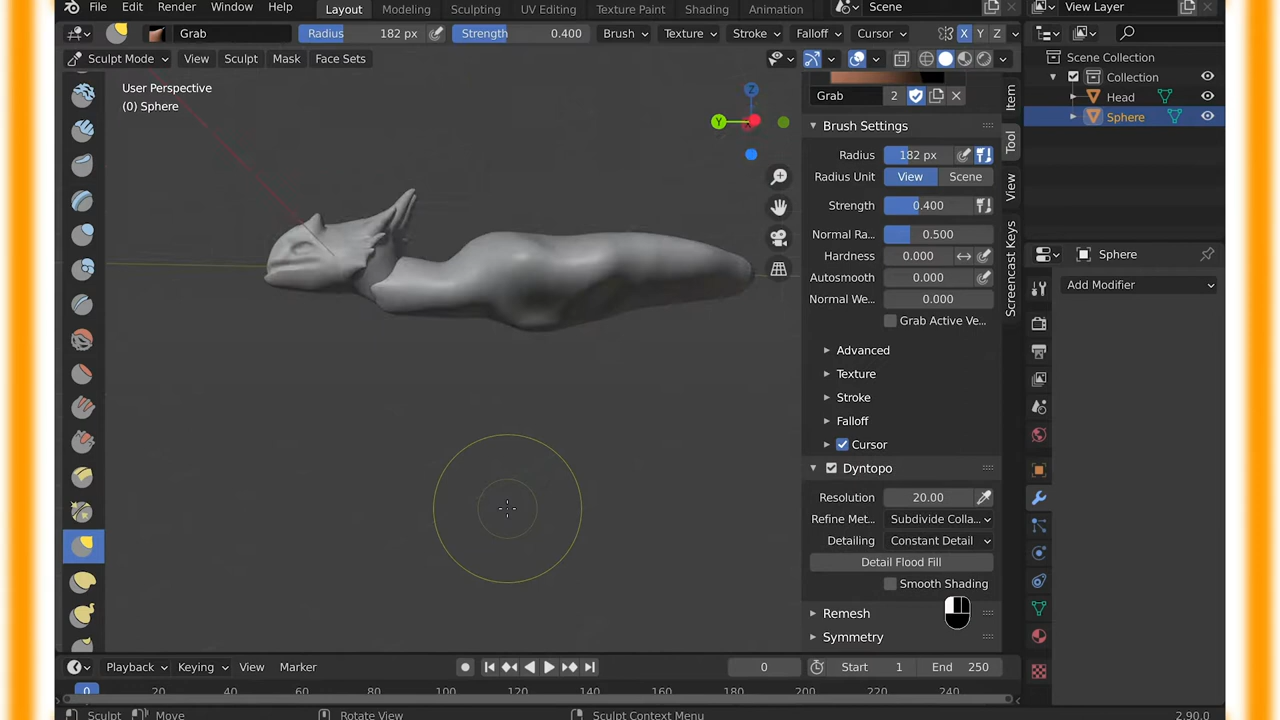 File Edit Render Window Help Layout Modeling Sculpting UV Editing Texture Paint Shading Animation Scene View Layer
Grab Radius 182 px Strength 0.400 Brush Texture Stroke Falloff Cursor X Y Z
Sculpt Mode View Sculpt Mask Face Sets
Scene Collection
Collection
Head
Sphere
User Perspective
(0) Sphere
Z
Y
Grab 2
Brush Settings
Radius 182 px
Radius Unit View Scene
Strength 0.400
Normal Ra... 0.500
Hardness 0.000
Autosmooth 0.000
Normal We... 0.000
Grab Active Ve...
Advanced
Texture
Stroke
Falloff
Cursor
Dyntopo
Resolution 20.00
Refine Met... Subdivide Colla...
Detailing Constant Detail
Detail Flood Fill
Smooth Shading
Remesh
Symmetry
Item
Tool
View
Screencast Keys
Sphere
Add Modifier
Playback Keying View Marker 0 Start 1 End 250
0 20 40 60 80 100 120 140 160 180 200 220 240
Sculpt Move Rotate View Sculpt Context Menu 2.90.0